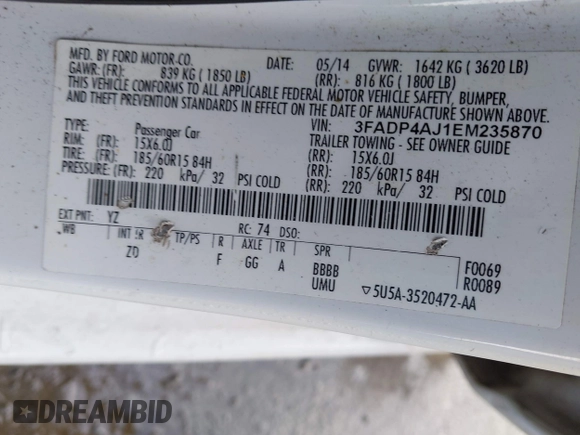 MFD. BY FORD MOTOR-CO. DATE: 05/14 GVWR: 1642 KG ( 3620 LB)
GAWR: (FR): 839 KG ( 1850 LB) (RR): 816 KG ( 1800 LB)
THIS VEHICLE CONFORMS TO ALL APPLICABLE FEDERAL MOTOR VEHICLE SAFETY, BUMPER,
AND THEFT PREVENTION STANDARDS IN EFFECT ON THE DATE OF MANUFACTURE SHOWN ABOVE.
VIN: 3FADP4AJ1EM235870
TYPE: Passenger Car TRAILER TOWING - SEE OWNER GUIDE
RIM: (FR): 15X6.0J (RR): 15X6.0J
TIRE: (FR): 185/60R15 84H (RR): 185/60R15 84H
PRESSURE: (FR): 220 kPa/ 32 PSI COLD (RR): 220 kPa/ 32 PSI COLD
EXT PNT: YZ RC: 74 DSO:
WB INT TR TP/PS R AXLE TR SPR F0069
ZD F GG A BBBB R0089
UMU ▽5U5A-3520472-AA
DREAMBID